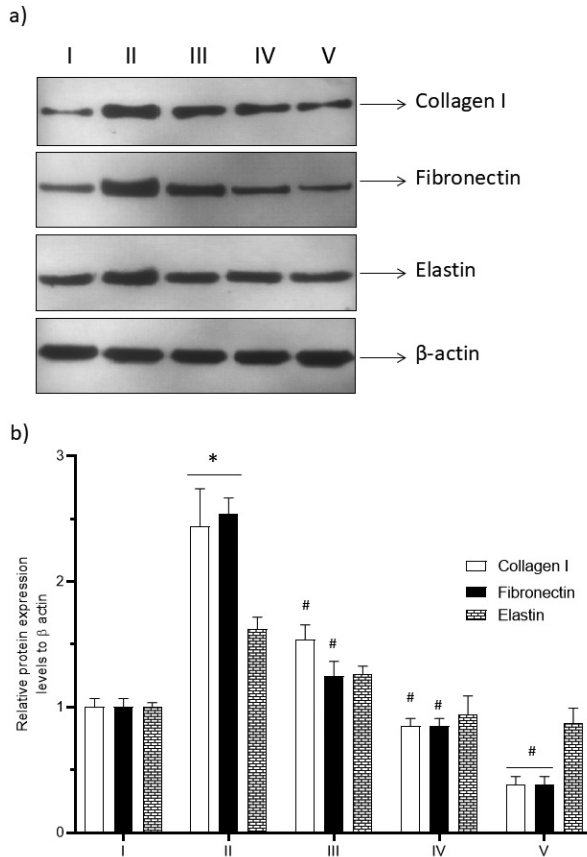 a)
I II III IV V
Collagen I
Fibronectin
Elastin
β-actin
b)
Relative protein expression
levels to β actin
3
2
1
0
*
#
#
# #
#
Collagen I
Fibronectin
Elastin
I II III IV V